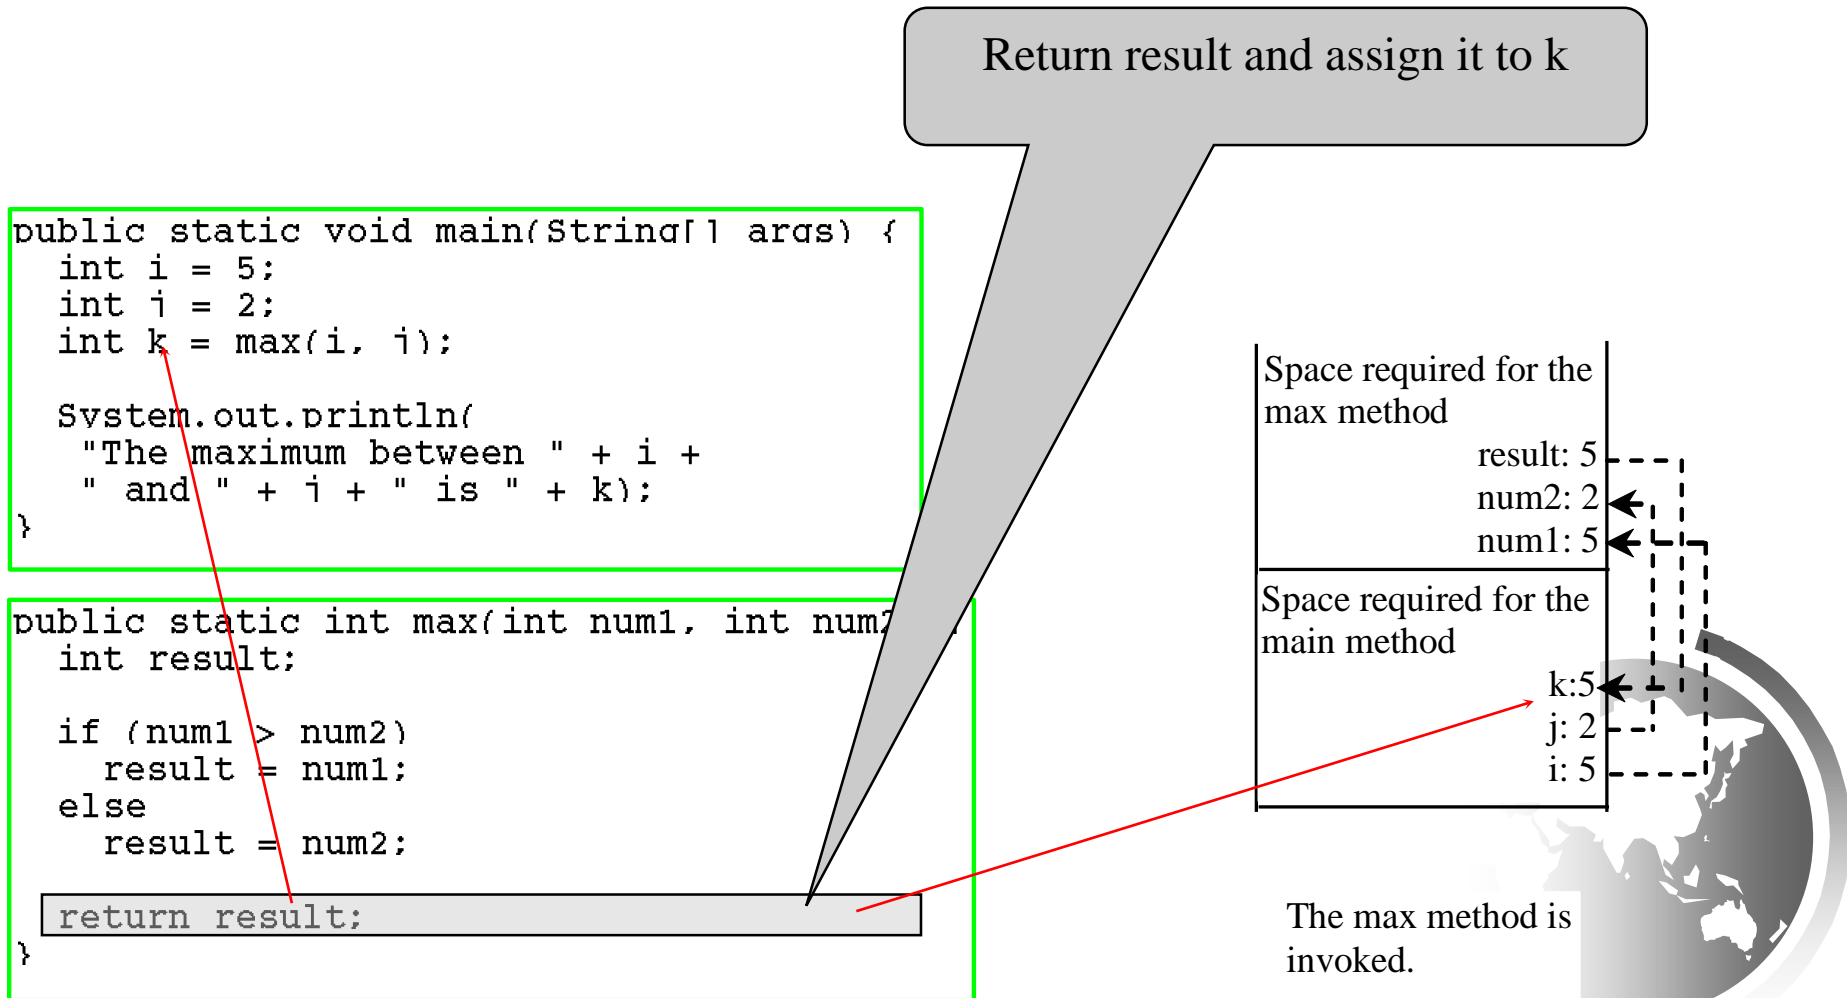 Return result and assign it to k
public static void main(String[] args) {
int i = 5;
int j = 2;
int k = max(i, j);
System.out.println(
"The maximum between " + i +
" and " + j + " is " + k);
}
public static int max(int num1, int num2
int result;
if (num1 > num2)
result = num1;
else
result = num2;
return result;
}
Space required for the
max method
result: 5
num2: 2
num1: 5
Space required for the
main method
k:5
j: 2
i: 5
The max method is
invoked.